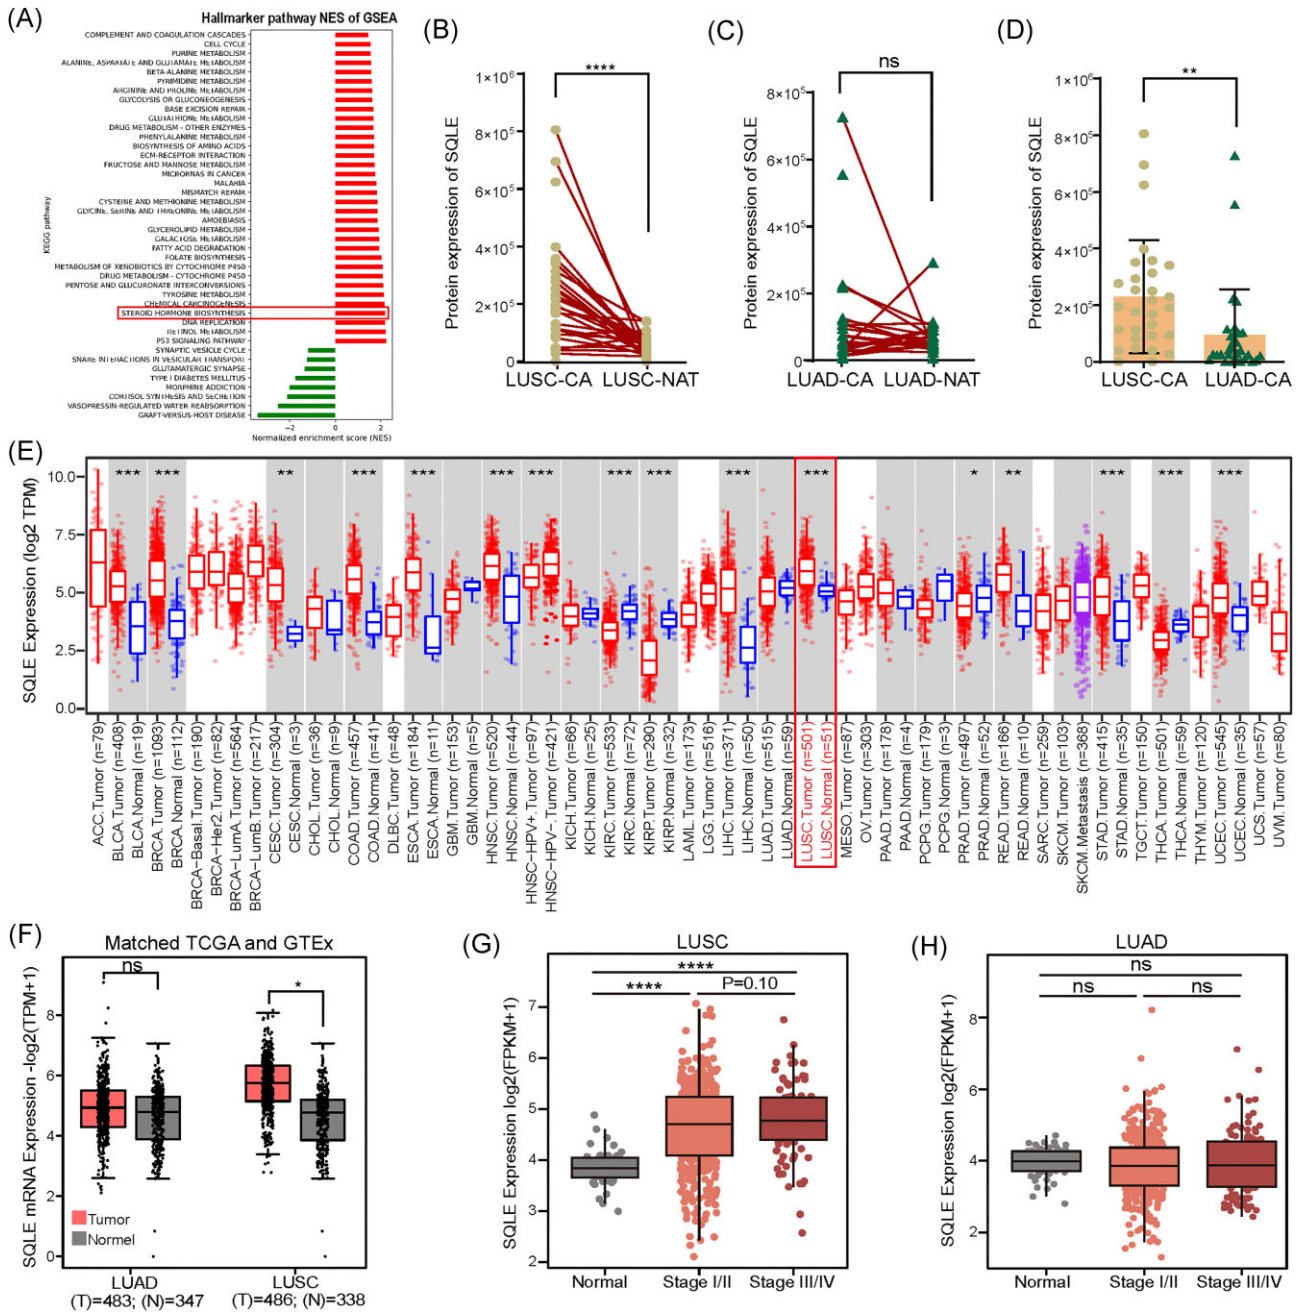 (A)
Hallmarker pathway NES of GSEA
KEGG pathway
COMPLEMENT AND COAGULATION CASCADES
CELL CYCLE
PURINE METABOLISM
ALANINE, ASPARTATE AND GLUTAMATE METABOLISM
BETA-ALANINE METABOLISM
PYRIMIDINE METABOLISM
ARGININE AND PROLINE METABOLISM
GLYCOLYSIS OR GLUCONEOGENESIS
BASE EXCISION REPAIR
GLUTATHIONE METABOLISM
DRUG METABOLISM - OTHER ENZYMES
PHENYLALANINE METABOLISM
BIOSYNTHESIS OF AMINO ACIDS
ECM-RECEPTOR INTERACTION
FRUCTOSE AND MANNOSE METABOLISM
MICRORNAS IN CANCER
MALARIA
MISMATCH REPAIR
CYSTEINE AND METHIONINE METABOLISM
GLYCINE, SERINE AND THREONINE METABOLISM
AMOEBIASIS
GLYCEROLIPID METABOLISM
GALACTOSE METABOLISM
FATTY ACID DEGRADATION
FOLATE BIOSYNTHESIS
METABOLISM OF XENOBIOTICS BY CYTOCHROME P450
DRUG METABOLISM - CYTOCHROME P450
PENTOSE AND GLUCURONATE INTERCONVERSIONS
TYROSINE METABOLISM
CHEMICAL CARCINOGENESIS
STEROID HORMONE BIOSYNTHESIS
DNA REPLICATION
RETINOL METABOLISM
P53 SIGNALING PATHWAY
SYNAPTIC VESICLE CYCLE
SNARE INTERACTIONS IN VESICULAR TRANSPORT
GLUTAMATERGIC SYNAPSE
TYPE I DIABETES MELLITUS
MORPHINE ADDICTION
CORTISOL SYNTHESIS AND SECRETION
VASOPRESSIN-REGULATED WATER REABSORPTION
GRAFT-VERSUS-HOST DISEASE
−2 0 2
Normalized enrichment score (NES)
(B)
****
Protein expression of SQLE
1×10⁶
8×10⁵
6×10⁵
4×10⁵
2×10⁵
0
LUSC-CA LUSC-NAT
(C)
ns
Protein expression of SQLE
8×10⁵
6×10⁵
4×10⁵
2×10⁵
0
LUAD-CA LUAD-NAT
(D)
**
Protein expression of SQLE
1×10⁶
8×10⁵
6×10⁵
4×10⁵
2×10⁵
0
LUSC-CA LUAD-CA
(E)
SQLE Expression (log2 TPM)
10.0
7.5
5.0
2.5
0.0
*** *** ** *** *** *** *** *** *** *** *** * ** *** *** ***
ACC.Tumor (n=79)
BLCA.Tumor (n=408)
BLCA.Normal (n=19)
BRCA.Tumor (n=1093)
BRCA.Normal (n=112)
BRCA−Basal.Tumor (n=190)
BRCA−Her2.Tumor (n=82)
BRCA−LumA.Tumor (n=564)
BRCA−LumB.Tumor (n=217)
CESC.Tumor (n=304)
CESC.Normal (n=3)
CHOL.Tumor (n=36)
CHOL.Normal (n=9)
COAD.Tumor (n=457)
COAD.Normal (n=41)
DLBC.Tumor (n=48)
ESCA.Tumor (n=184)
ESCA.Normal (n=11)
GBM.Tumor (n=153)
GBM.Normal (n=5)
HNSC.Tumor (n=520)
HNSC.Normal (n=44)
HNSC−HPV+.Tumor (n=97)
HNSC−HPV−.Tumor (n=421)
KICH.Tumor (n=66)
KICH.Normal (n=25)
KIRC.Tumor (n=533)
KIRC.Normal (n=72)
KIRP.Tumor (n=290)
KIRP.Normal (n=32)
LAML.Tumor (n=173)
LGG.Tumor (n=516)
LIHC.Tumor (n=371)
LIHC.Normal (n=50)
LUAD.Tumor (n=515)
LUAD.Normal (n=59)
LUSC.Tumor (n=501)
LUSC.Normal (n=51)
MESO.Tumor (n=87)
OV.Tumor (n=303)
PAAD.Tumor (n=178)
PAAD.Normal (n=4)
PCPG.Tumor (n=179)
PCPG.Normal (n=3)
PRAD.Tumor (n=497)
PRAD.Normal (n=52)
READ.Tumor (n=166)
READ.Normal (n=10)
SARC.Tumor (n=259)
SKCM.Tumor (n=103)
SKCM.Metastasis (n=368)
STAD.Tumor (n=415)
STAD.Normal (n=35)
TGCT.Tumor (n=150)
THCA.Tumor (n=501)
THCA.Normal (n=59)
THYM.Tumor (n=120)
UCEC.Tumor (n=545)
UCEC.Normal (n=35)
UCS.Tumor (n=57)
UVM.Tumor (n=80)
(F)
Matched TCGA and GTEx
ns
*
SQLE mRNA Expression -log2(TPM+1)
8
6
4
2
0
Tumor
Normel
LUAD LUSC
(T)=483; (N)=347 (T)=486; (N)=338
(G)
LUSC
****
**** P=0.10
SQLE Expression log2(FPKM+1)
7
6
5
4
3
2
Normal Stage I/II Stage III/IV
(H)
LUAD
ns
ns ns
SQLE Expression log2(FPKM+1)
8
6
4
2
Normal Stage I/II Stage III/IV